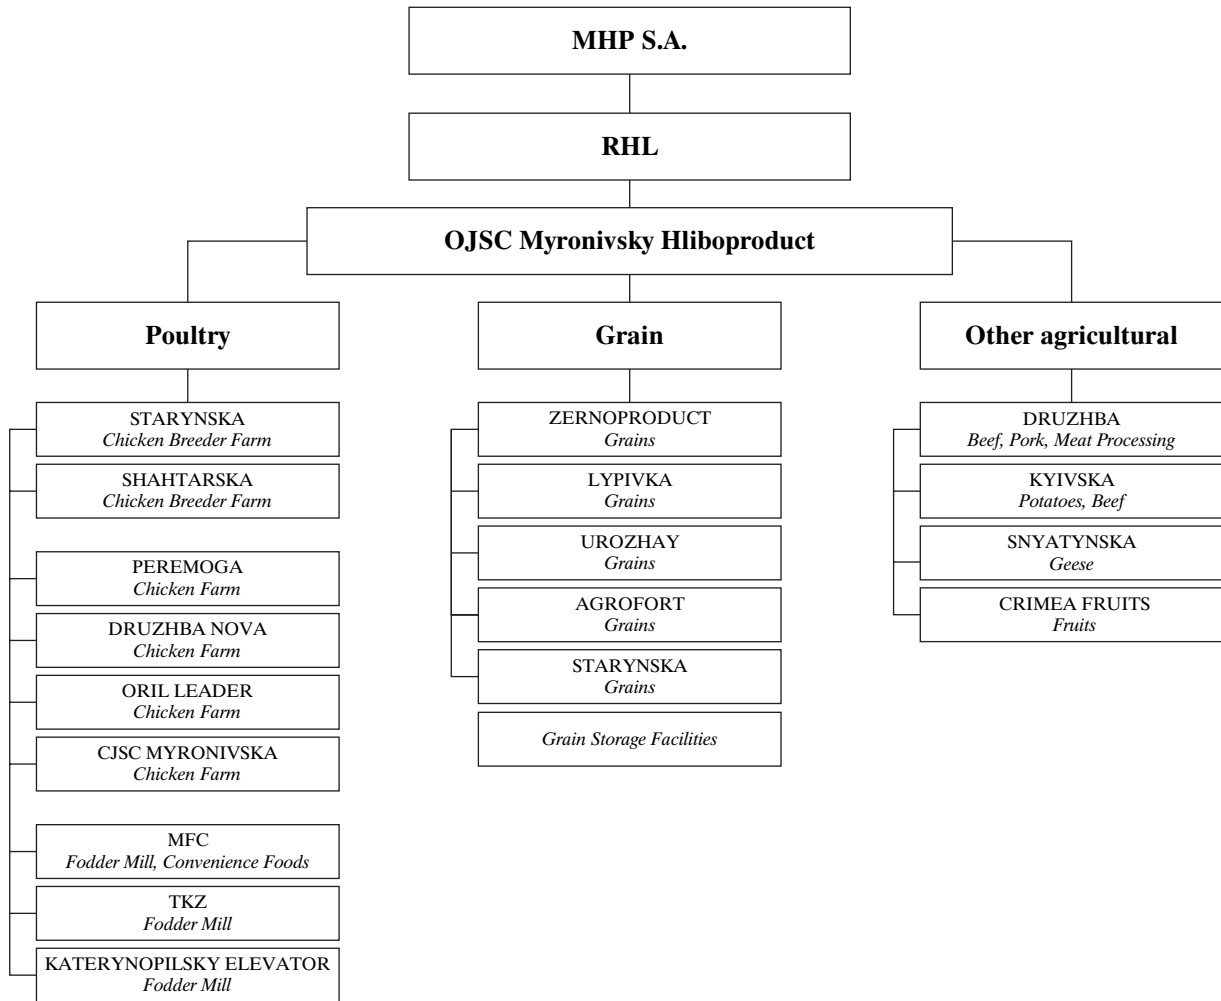 MHP S.A.
RHL
OJSC Myronivsky Hliboproduct
Poultry
STARYNSKA
Chicken Breeder Farm
SHAHTARSKA
Chicken Breeder Farm
PEREMOGA
Chicken Farm
DRUZHBA NOVA
Chicken Farm
ORIL LEADER
Chicken Farm
CJSC MYRONIVSKA
Chicken Farm
MFC
Fodder Mill, Convenience Foods
TKZ
Fodder Mill
KATERYNOPILSKY ELEVATOR
Fodder Mill
Grain
ZERNOPRODUCT
Grains
LYPIVKA
Grains
UROZHAY
Grains
AGROFORT
Grains
STARYNSKA
Grains
Grain Storage Facilities
Other agricultural
DRUZHBA
Beef, Pork, Meat Processing
KYIVSKA
Potatoes, Beef
SNYATYNSKA
Geese
CRIMEA FRUITS
Fruits